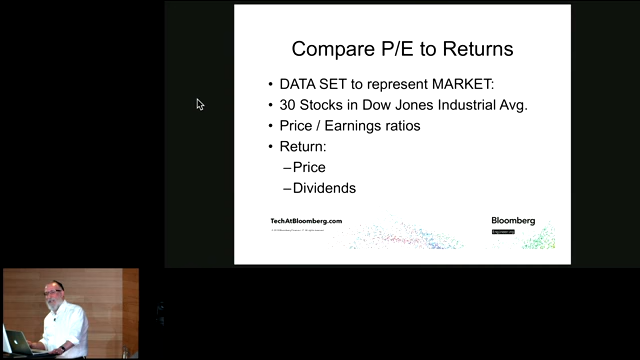 Compare P/E to Returns
• DATA SET to represent MARKET:
• 30 Stocks in Dow Jones Industrial Avg.
• Price / Earnings ratios
• Return:
–Price
–Dividends
TechAtBloomberg.com
Bloomberg
Engineering